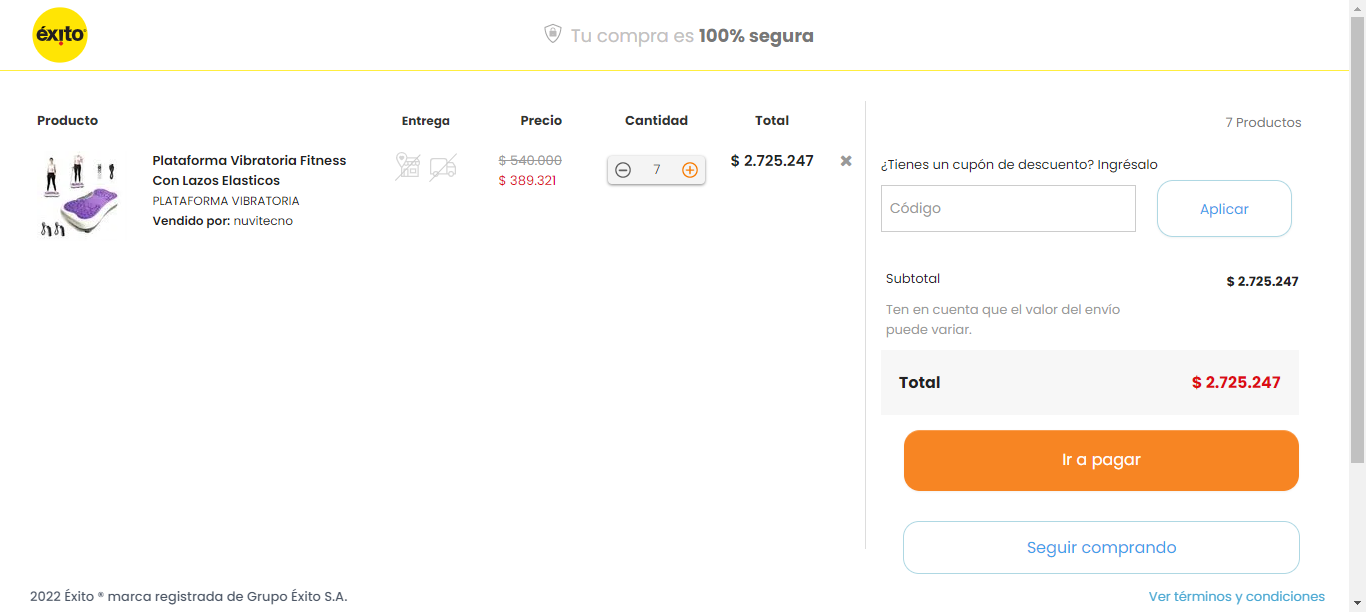 éxito
Tu compra es 100% segura
Producto
Entrega
Precio
Cantidad
Total
Plataforma Vibratoria Fitness
Con Lazos Elasticos
PLATAFORMA VIBRATORIA
Vendido por: nuvitecno
$ 540.000
$ 389.321
7
$ 2.725.247
7 Productos
¿Tienes un cupón de descuento? Ingrésalo
Código
Aplicar
Subtotal
$ 2.725.247
Ten en cuenta que el valor del envío
puede variar.
Total
$ 2.725.247
Ir a pagar
Seguir comprando
2022 Éxito ® marca registrada de Grupo Éxito S.A.
Ver términos y condiciones